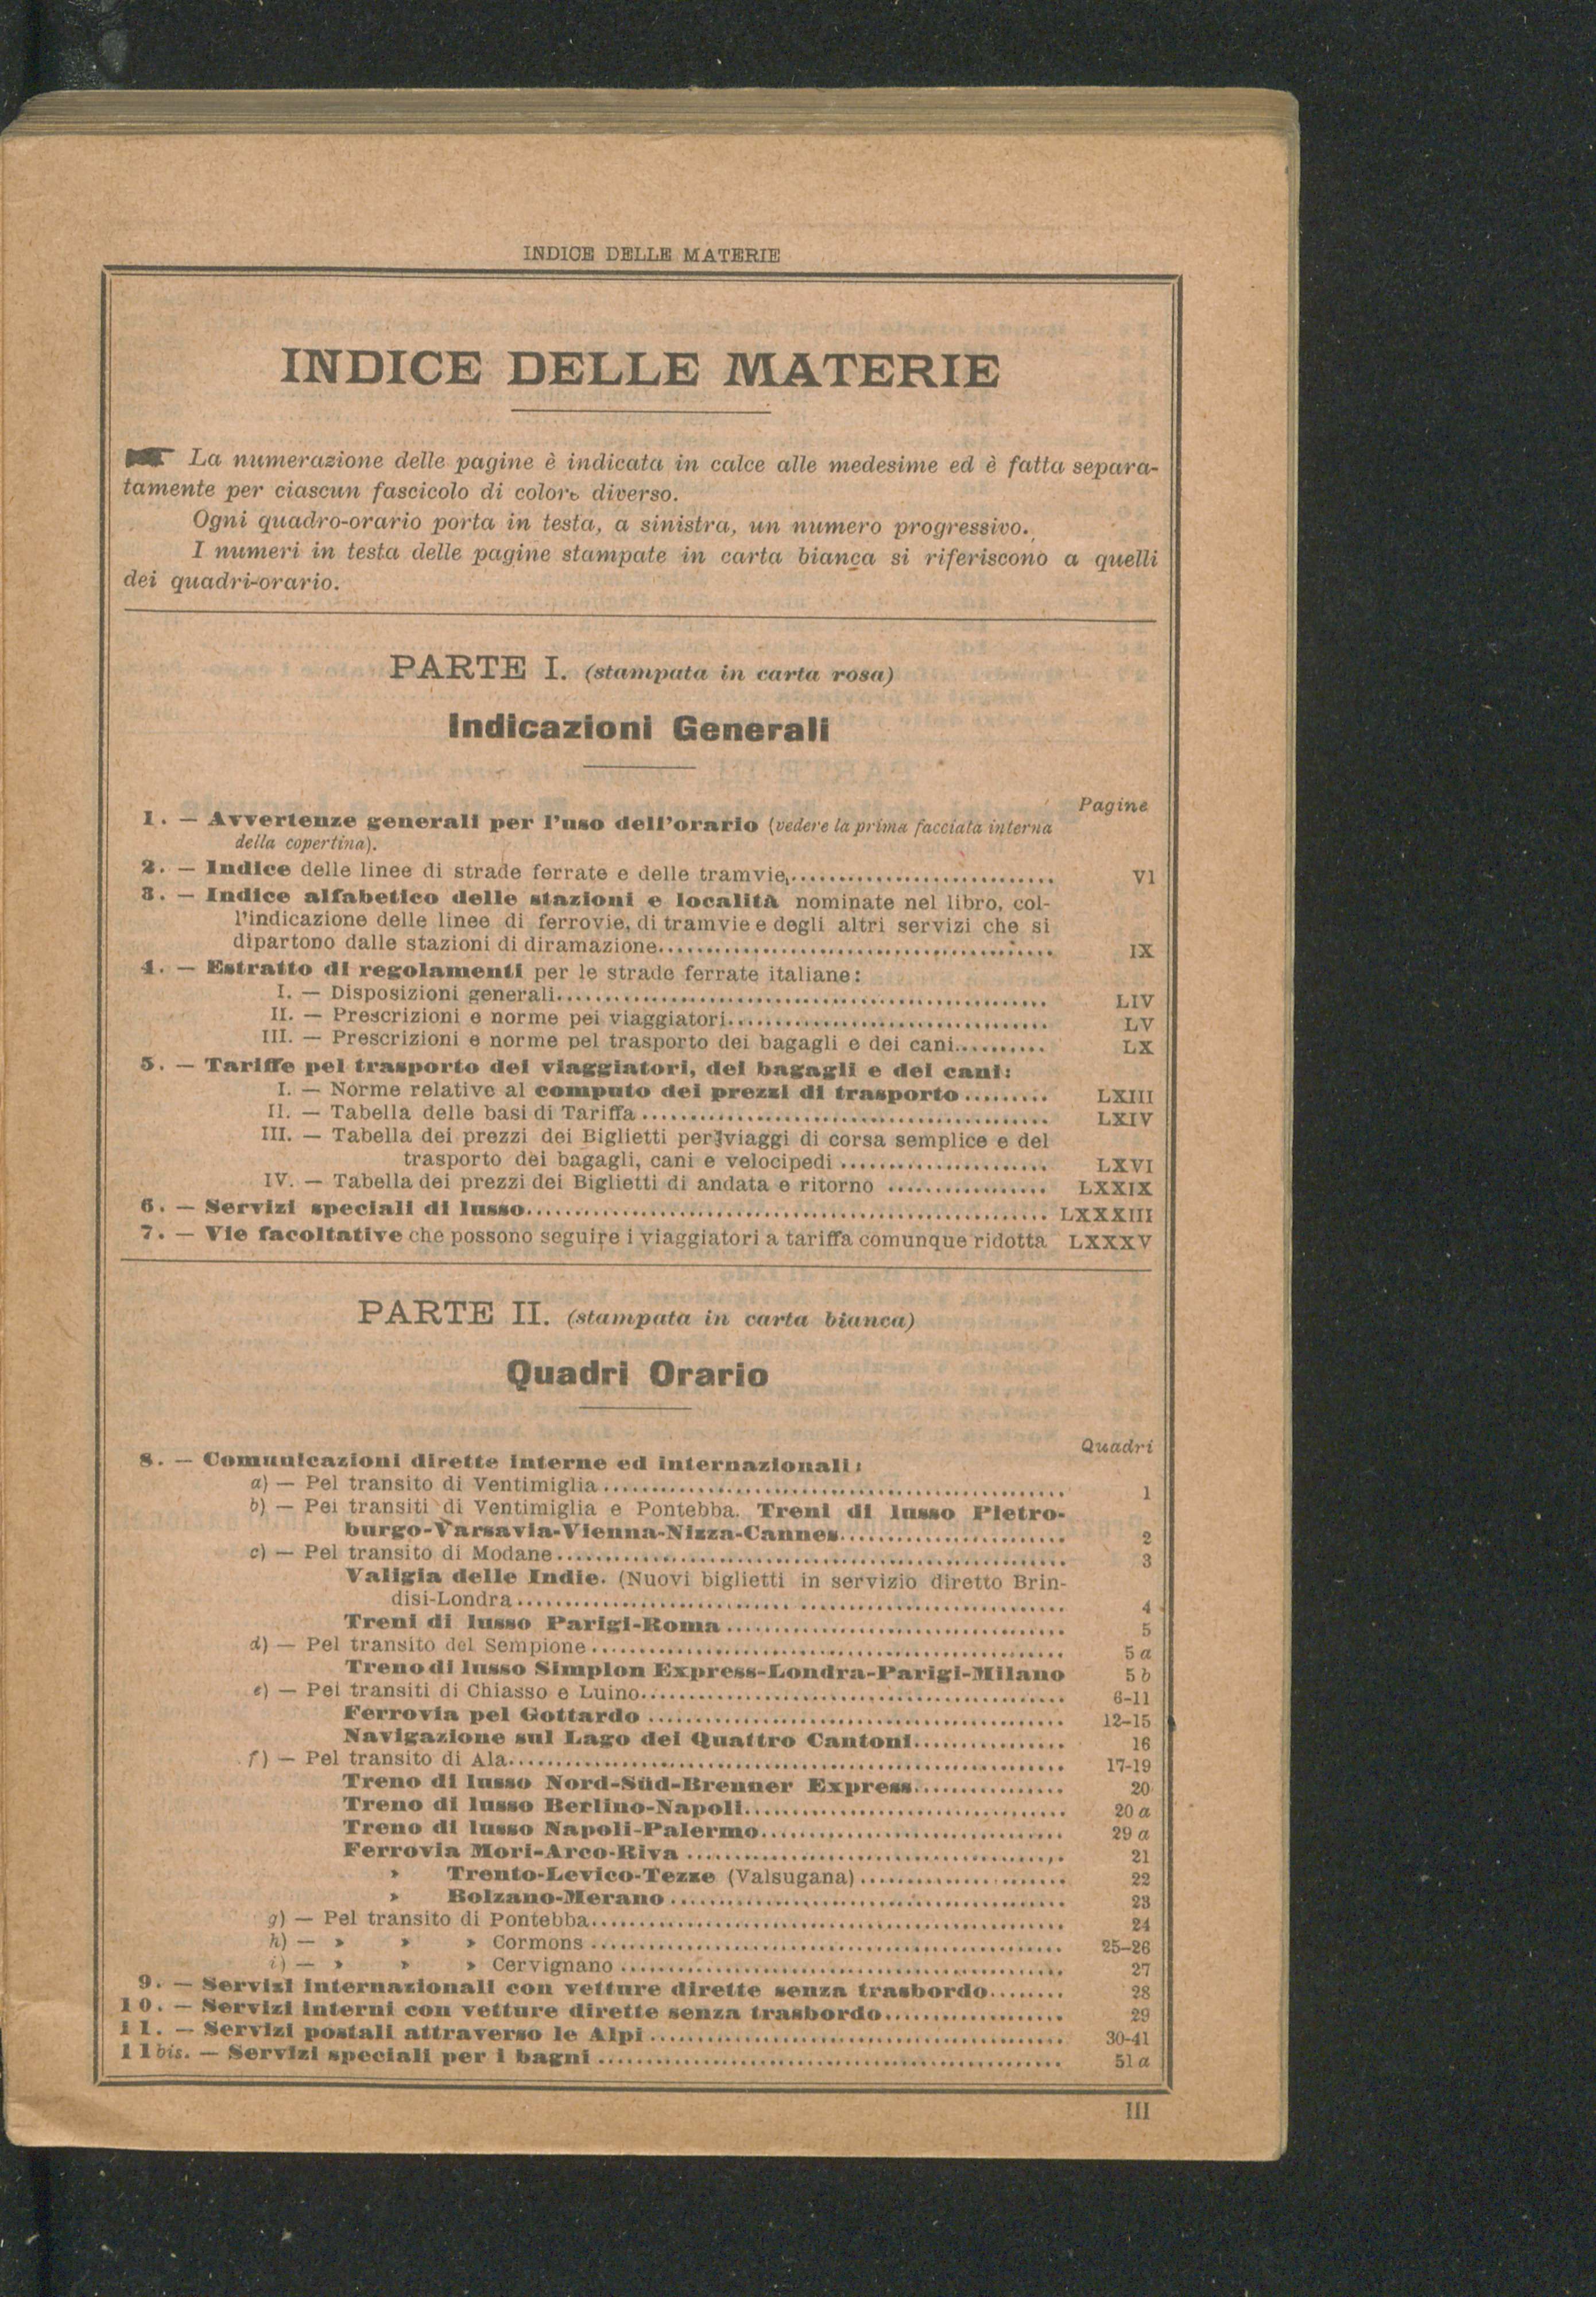 INDICE DELLE MATERIE
INDICE DELLE MATERIE
La numerazione delle pagine è indicata in calce alle medesime ed è fatta separa-
tamente per ciascun fascicolo di colore diverso.
Ogni quadro-orario porta in testa, a sinistra, un numero progressivo.
I numeri in testa delle pagine stampate in carta bianca si riferiscono a quelli
dei quadri-orario.
PARTE I. (stampata in carta rosa)
Indicazioni Generali
Pagine
1. — Avvertenze generali per l'uso dell'orario (vedere la prima facciata interna
della copertina).
2. — Indice delle linee di strade ferrate e delle tramvie............................ VI
3. — Indice alfabetico delle stazioni e località nominate nel libro, col-
l'indicazione delle linee di ferrovie, di tramvie e degli altri servizi che si
dipartono dalle stazioni di diramazione......................................... IX
4. — Estratto di regolamenti per le strade ferrate italiane:
I. — Disposizioni generali.................................................. LIV
II. — Prescrizioni e norme pei viaggiatori................................. LV
III. — Prescrizioni e norme pel trasporto dei bagagli e dei cani.......... LX
5. — Tariffe pel trasporto dei viaggiatori, dei bagagli e dei cani:
I. — Norme relative al computo dei prezzi di trasporto......... LXIII
II. — Tabella delle basi di Tariffa.......................................... LXIV
III. — Tabella dei prezzi dei Biglietti per viaggi di corsa semplice e del
trasporto dei bagagli, cani e velocipedi...................... LXVI
IV. — Tabella dei prezzi dei Biglietti di andata e ritorno ................. LXXIX
6. — Servizi speciali di lusso...................................................... LXXXIII
7. — Vie facoltative che possono seguire i viaggiatori a tariffa comunque ridotta LXXXV
PARTE II. (stampata in carta bianca)
Quadri Orario
Quadri
8. — Comunicazioni dirette interne ed internazionali:
a) — Pel transito di Ventimiglia................................................ 1
b) — Pei transiti di Ventimiglia e Pontebba. Treni di lusso Pietro-
burgo-Varsavia-Vienna-Nizza-Cannes....................... 2
c) — Pel transito di Modane..................................................... 3
Valigia delle Indie. (Nuovi biglietti in servizio diretto Brin-
disi-Londra......................................................... 4
Treni di lusso Parigi-Roma................................... 5
d) — Pel transito del Sempione................................................. 5 a
Treno di lusso Simplon Express-Londra-Parigi-Milano 5 b
e) — Pei transiti di Chiasso e Luino............................................ 6-11
Ferrovia pel Gottardo ........................................... 12-15
Navigazione sul Lago dei Quattro Cantoni................ 16
f) — Pel transito di Ala.......................................................... 17-19
Treno di lusso Nord-Süd-Brenner Express................ 20
Treno di lusso Berlino-Napoli................................. 20 a
Treno di lusso Napoli-Palermo............................... 29 a
Ferrovia Mori-Arco-Riva ....................................... 21
» Trento-Levico-Tezze (Valsugana)...................... 22
» Bolzano-Merano......................................... 23
g) — Pel transito di Pontebba................................................. 24
h) — » » » Cormons................................................. 25-26
i) — » » » Cervignano.............................................. 27
9. — Servizi internazionali con vetture dirette senza trasbordo........ 28
10. — Servizi interni con vetture dirette senza trasbordo................... 29
11. — Servizi postali attraverso le Alpi........................................... 30-41
11bis. — Servizi speciali per i bagni................................................ 51 a
III